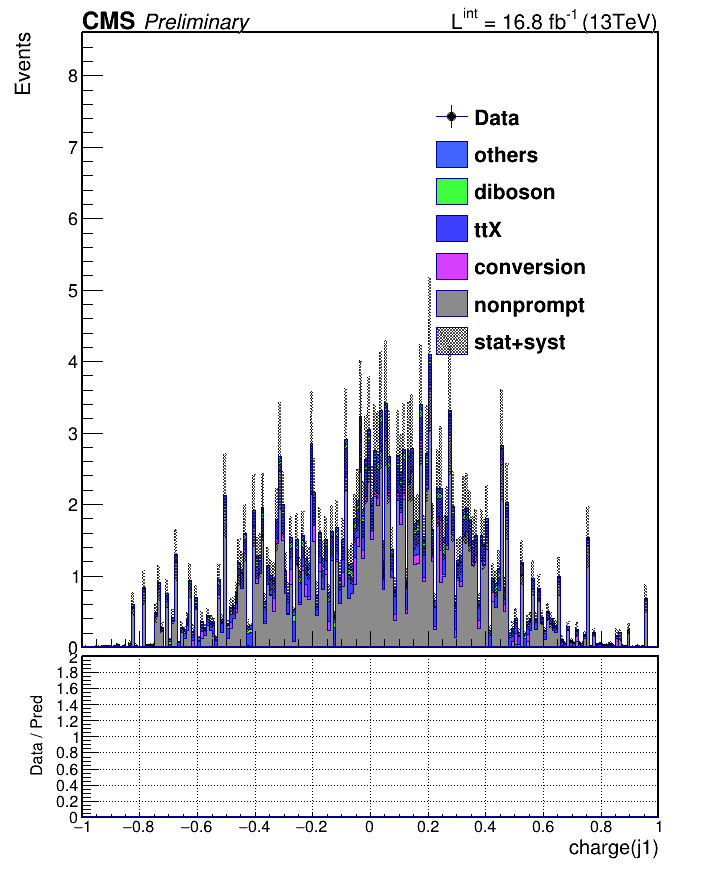 CMS Preliminary L^int = 16.8 fb^-1 (13TeV)
Events
8
7
6
5
4
3
2
1
0
Data
others
diboson
ttX
conversion
nonprompt
stat+syst
Data / Pred
2
1.8
1.6
1.4
1.2
1
0.8
0.6
0.4
0.2
0
−1 −0.8 −0.6 −0.4 −0.2 0 0.2 0.4 0.6 0.8 1
charge(j1)